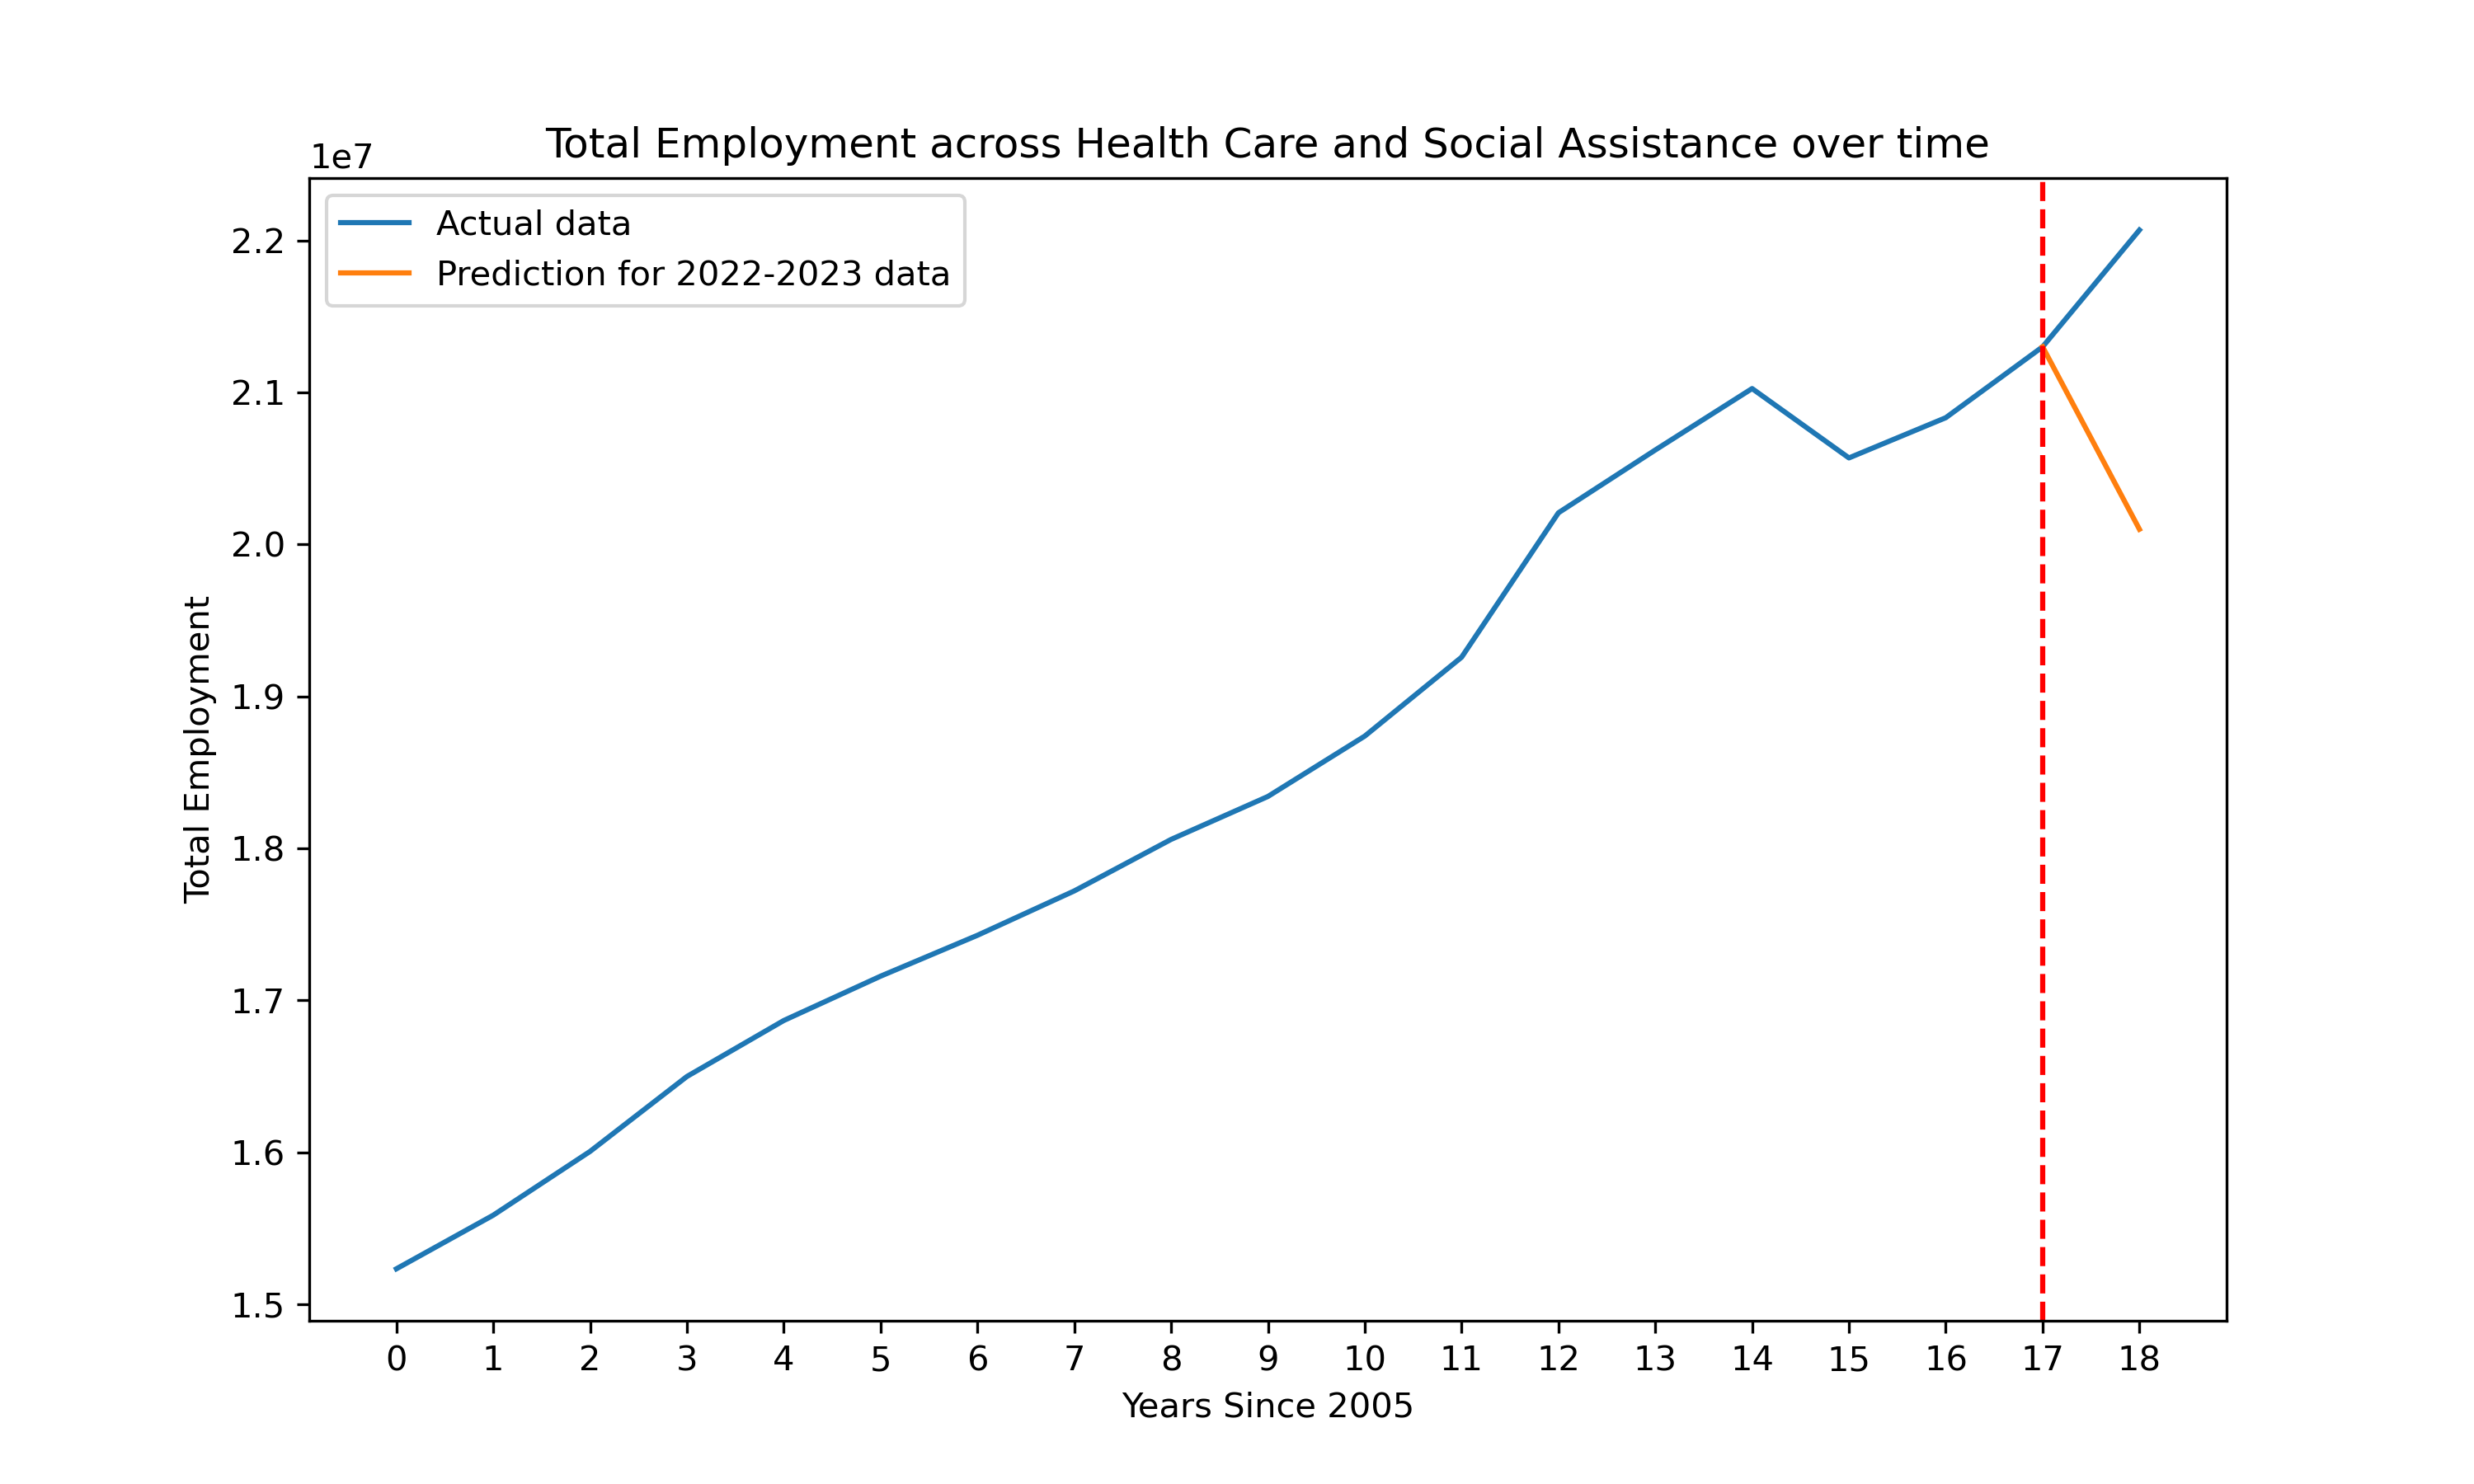 Total Employment across Health Care and Social Assistance over time
1e7
Actual data
Prediction for 2022-2023 data
2.2
2.1
2.0
1.9
1.8
1.7
1.6
1.5
Total Employment
0 1 2 3 4 5 6 7 8 9 10 11 12 13 14 15 16 17 18
Years Since 2005